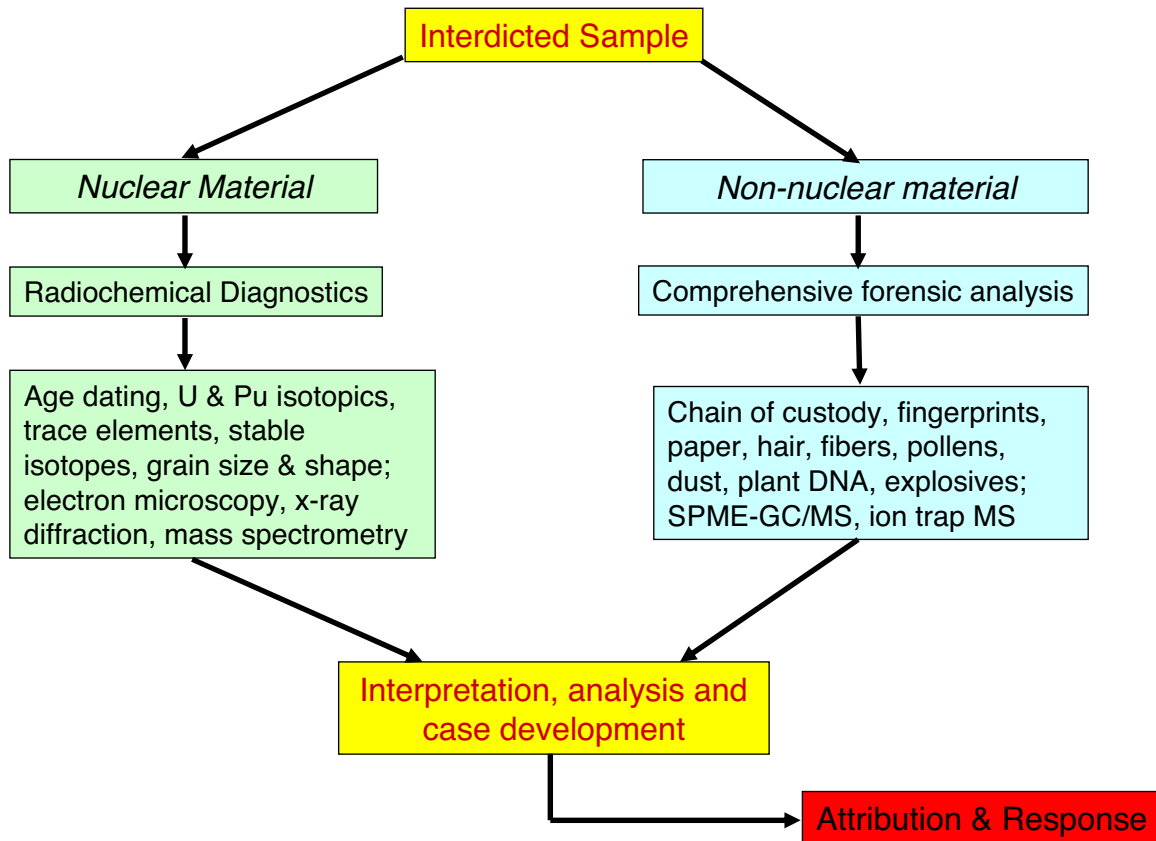 Interdicted Sample
Nuclear Material
Non-nuclear material
Radiochemical Diagnostics
Comprehensive forensic analysis
Age dating, U & Pu isotopics,
trace elements, stable
isotopes, grain size & shape;
electron microscopy, x-ray
diffraction, mass spectrometry
Chain of custody, fingerprints,
paper, hair, fibers, pollens,
dust, plant DNA, explosives;
SPME-GC/MS, ion trap MS
Interpretation, analysis and
case development
Attribution & Response